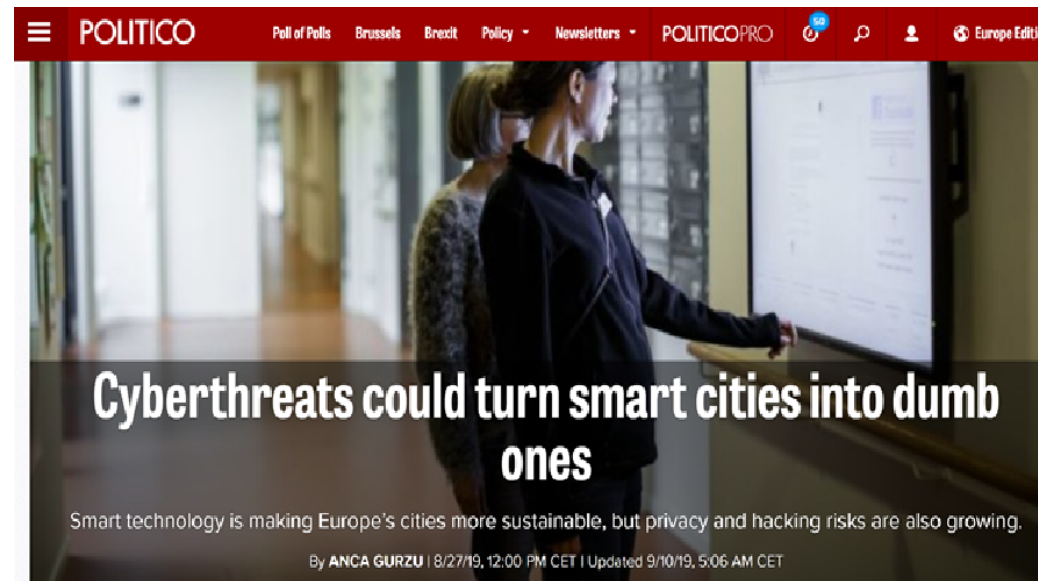 POLITICO Poll of Polls Brussels Brexit Policy Newsletters POLITICOPRO 50 Europe Editi
Cyberthreats could turn smart cities into dumb
ones
Smart technology is making Europe's cities more sustainable, but privacy and hacking risks are also growing.
By ANCA GURZU | 8/27/19, 12:00 PM CET | Updated 9/10/19, 5:06 AM CET